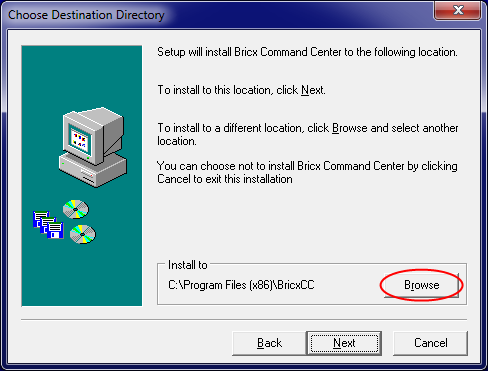 Choose Destination Directory
Setup will install Bricx Command Center to the following location.
To install to this location, click Next.
To install to a different location, click Browse and select another
location.
You can choose not to install Bricx Command Center by clicking
Cancel to exit this installation
Install to
C:\Program Files (x86)\BricxCC
Browse
Back
Next
Cancel